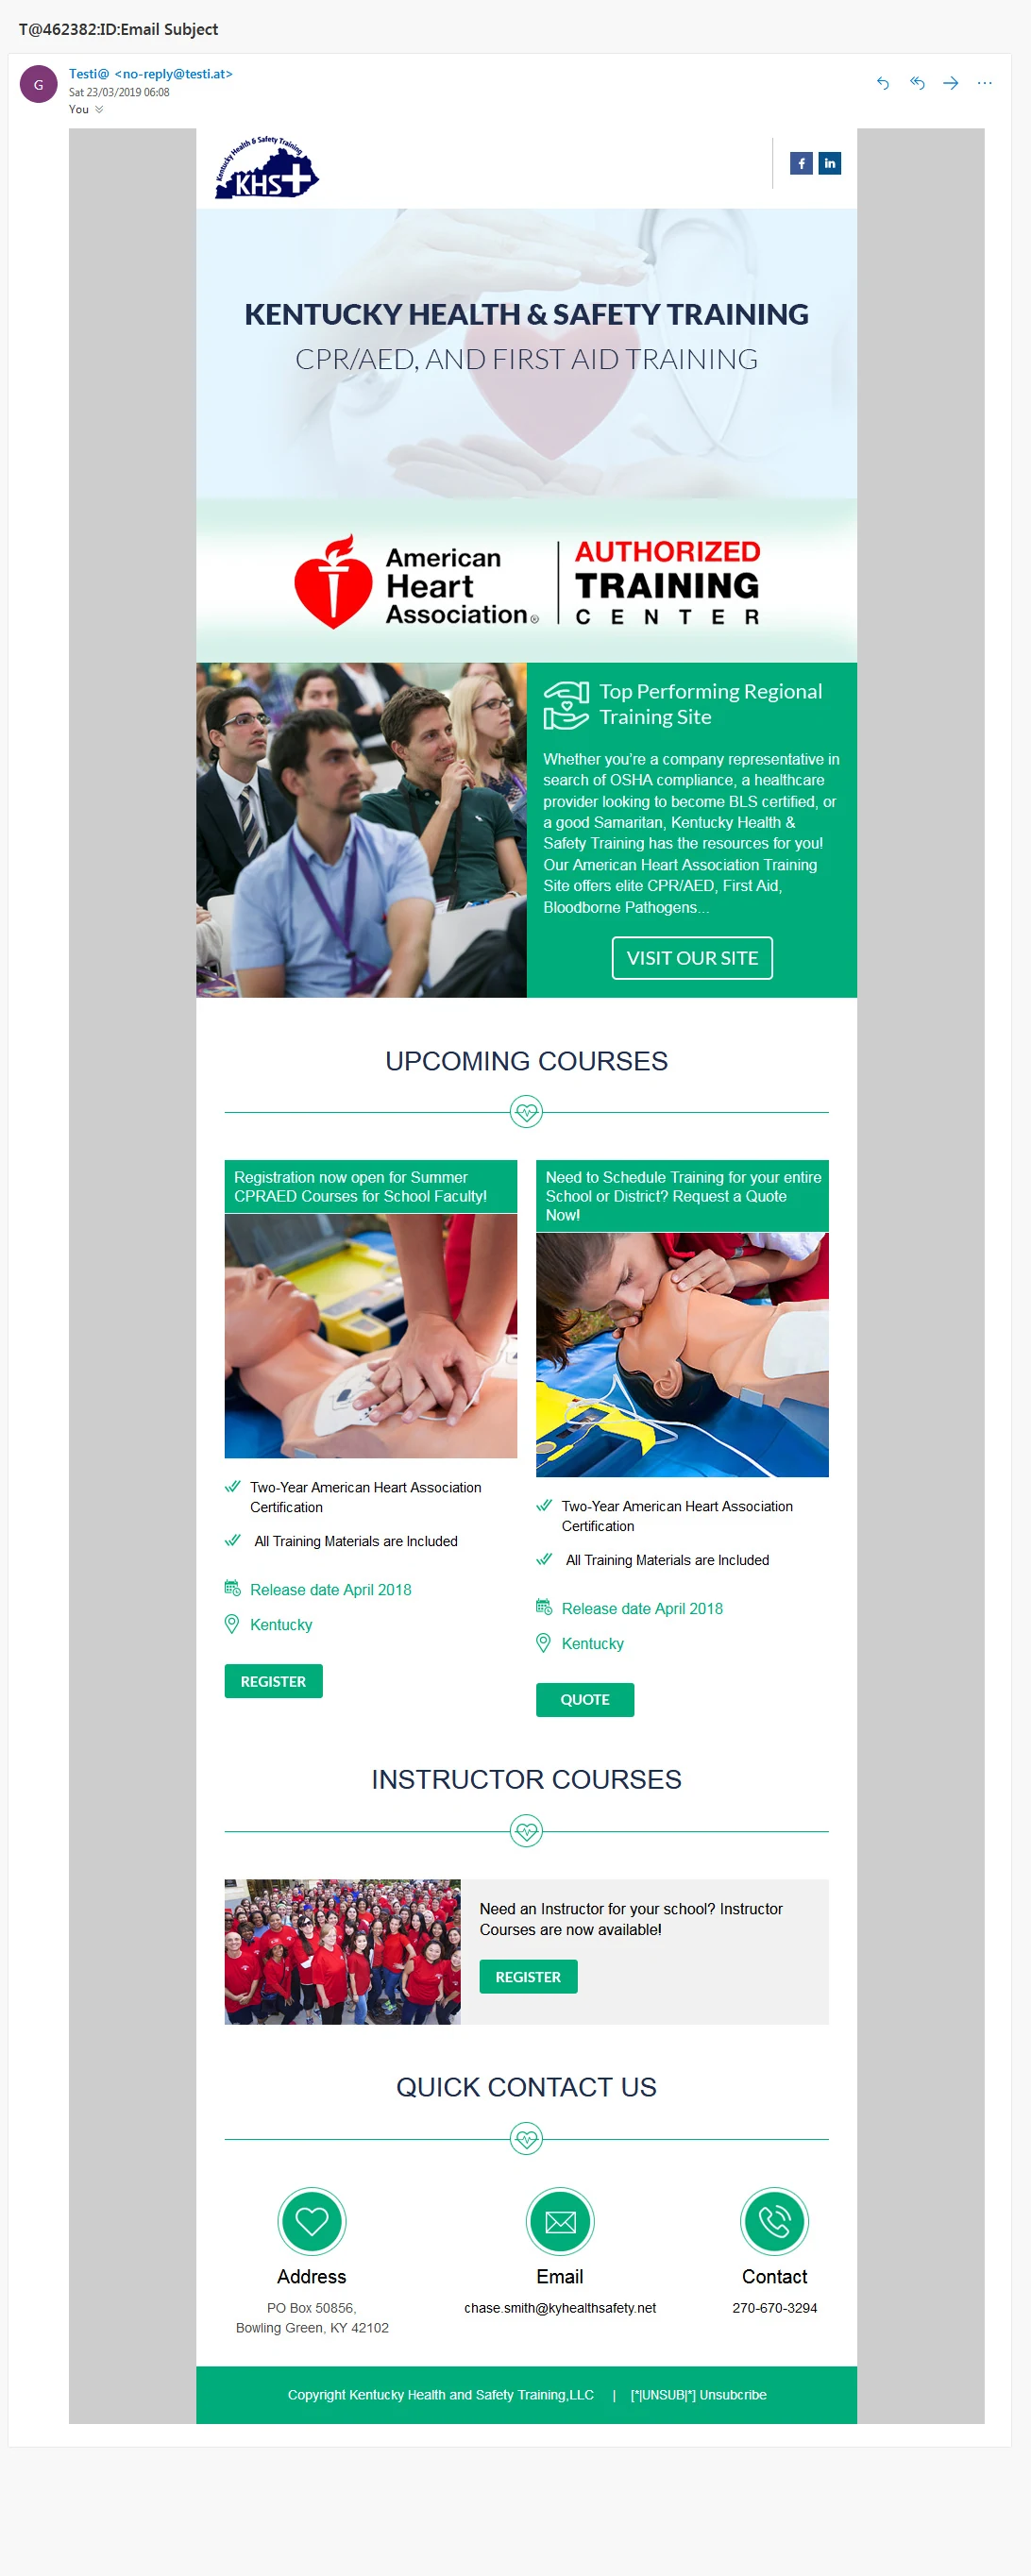 T@462382:ID:Email Subject
G
Testi@ <no-reply@testi.at>
Sat 23/03/2019 06:08
You
Kentucky Health & Safety Training
KHS
f
in
KENTUCKY HEALTH & SAFETY TRAINING
CPR/AED, AND FIRST AID TRAINING
American
Heart
Association®
AUTHORIZED
TRAINING
CENTER
Top Performing Regional
Training Site
Whether you're a company representative in
search of OSHA compliance, a healthcare
provider looking to become BLS certified, or
a good Samaritan, Kentucky Health &
Safety Training has the resources for you!
Our American Heart Association Training
Site offers elite CPR/AED, First Aid,
Bloodborne Pathogens...
VISIT OUR SITE
UPCOMING COURSES
Registration now open for Summer
CPRAED Courses for School Faculty!
Two-Year American Heart Association
Certification
All Training Materials are Included
Release date April 2018
Kentucky
REGISTER
Need to Schedule Training for your entire
School or District? Request a Quote
Now!
Two-Year American Heart Association
Certification
All Training Materials are Included
Release date April 2018
Kentucky
QUOTE
INSTRUCTOR COURSES
Need an Instructor for your school? Instructor
Courses are now available!
REGISTER
QUICK CONTACT US
Address
PO Box 50856,
Bowling Green, KY 42102
Email
chase.smith@kyhealthsafety.net
Contact
270-670-3294
Copyright Kentucky Health and Safety Training,LLC | [*|UNSUB|*] Unsubcribe